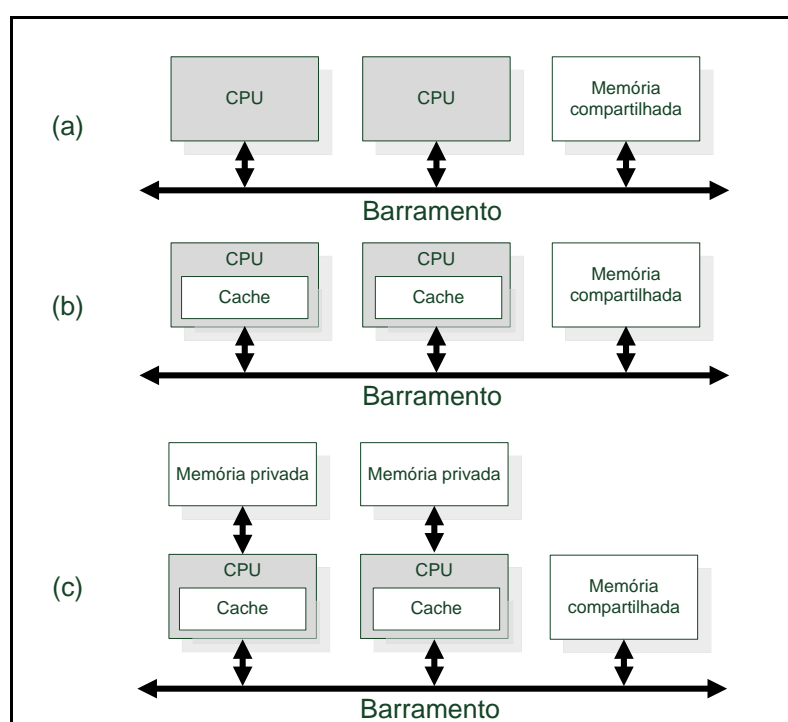 (a)
CPU
CPU
Memória
compartilhada
Barramento
(b)
CPU
Cache
CPU
Cache
Memória
compartilhada
Barramento
(c)
Memória privada
Memória privada
CPU
Cache
CPU
Cache
Memória
compartilhada
Barramento